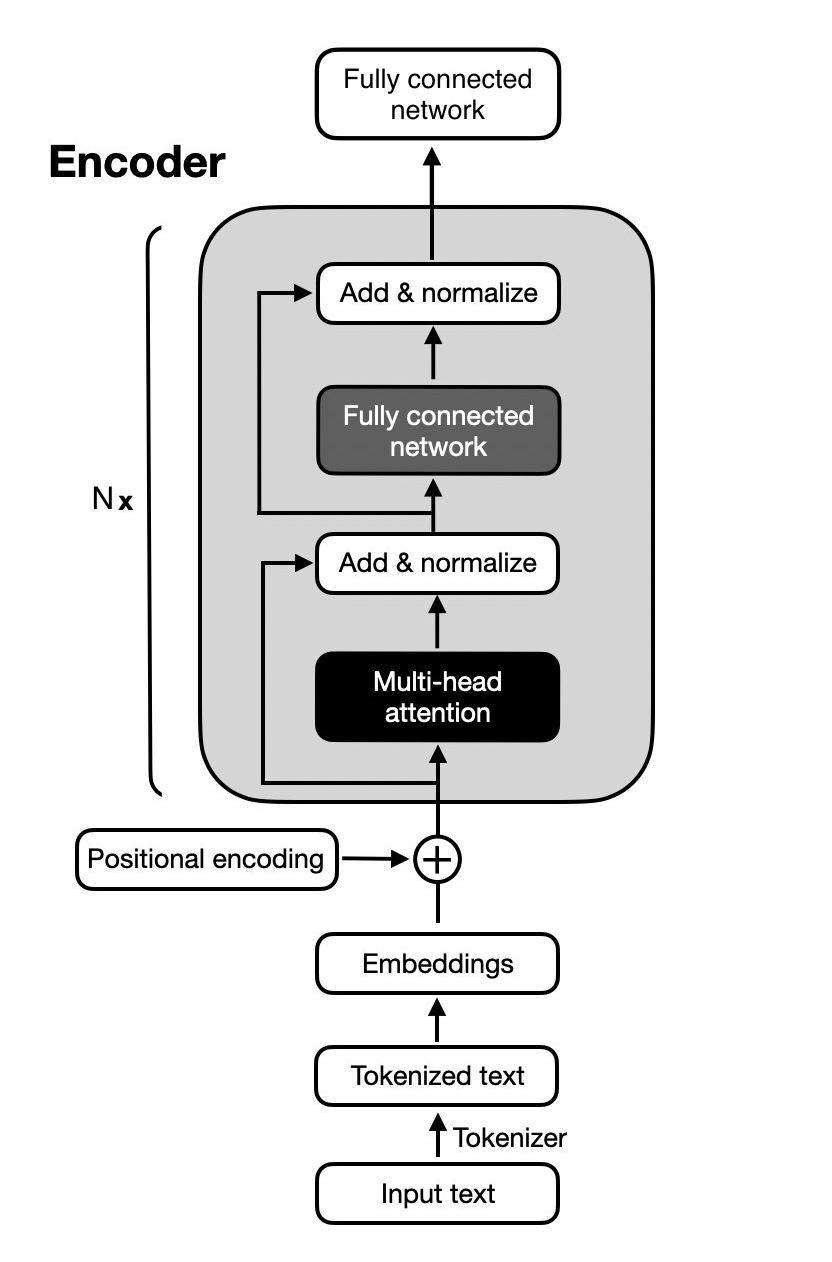 Fully connected
network
Encoder
Add & normalize
Fully connected
network
N x
Add & normalize
Multi-head
attention
Positional encoding
Embeddings
Tokenized text
Tokenizer
Input text